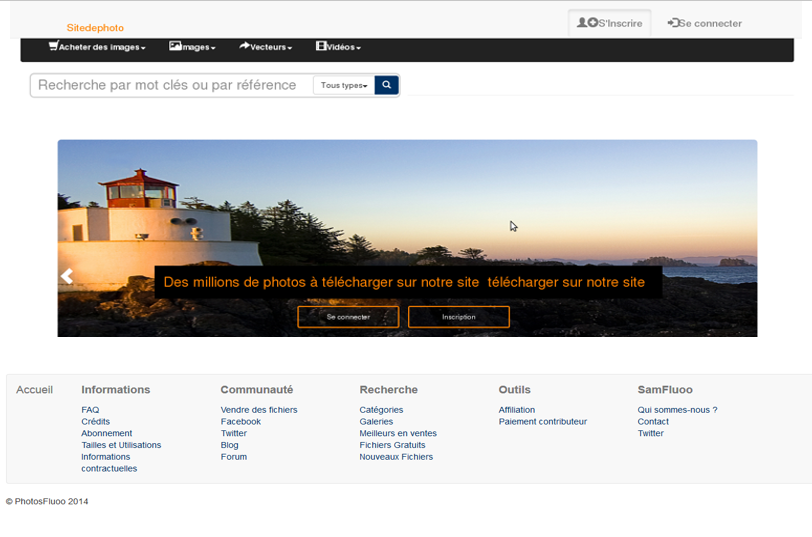 Sitedephoto
S'Inscrire
Se connecter
Acheter des images
mages
Vecteurs
Vidéos
Recherche par mot clés ou par référence
Tous types
Des millions de photos à télécharger sur notre site télécharger sur notre site
Se connecter
Inscription
Accueil
Informations
FAQ
Crédits
Abonnement
Tailles et Utilisations
Informations
contractuelles
Communauté
Vendre des fichiers
Facebook
Twitter
Blog
Forum
Recherche
Catégories
Galeries
Meilleurs en ventes
Fichiers Gratuits
Nouveaux Fichiers
Outils
Affiliation
Paiement contributeur
SamFluoo
Qui sommes-nous ?
Contact
Twitter
© PhotosFluoo 2014